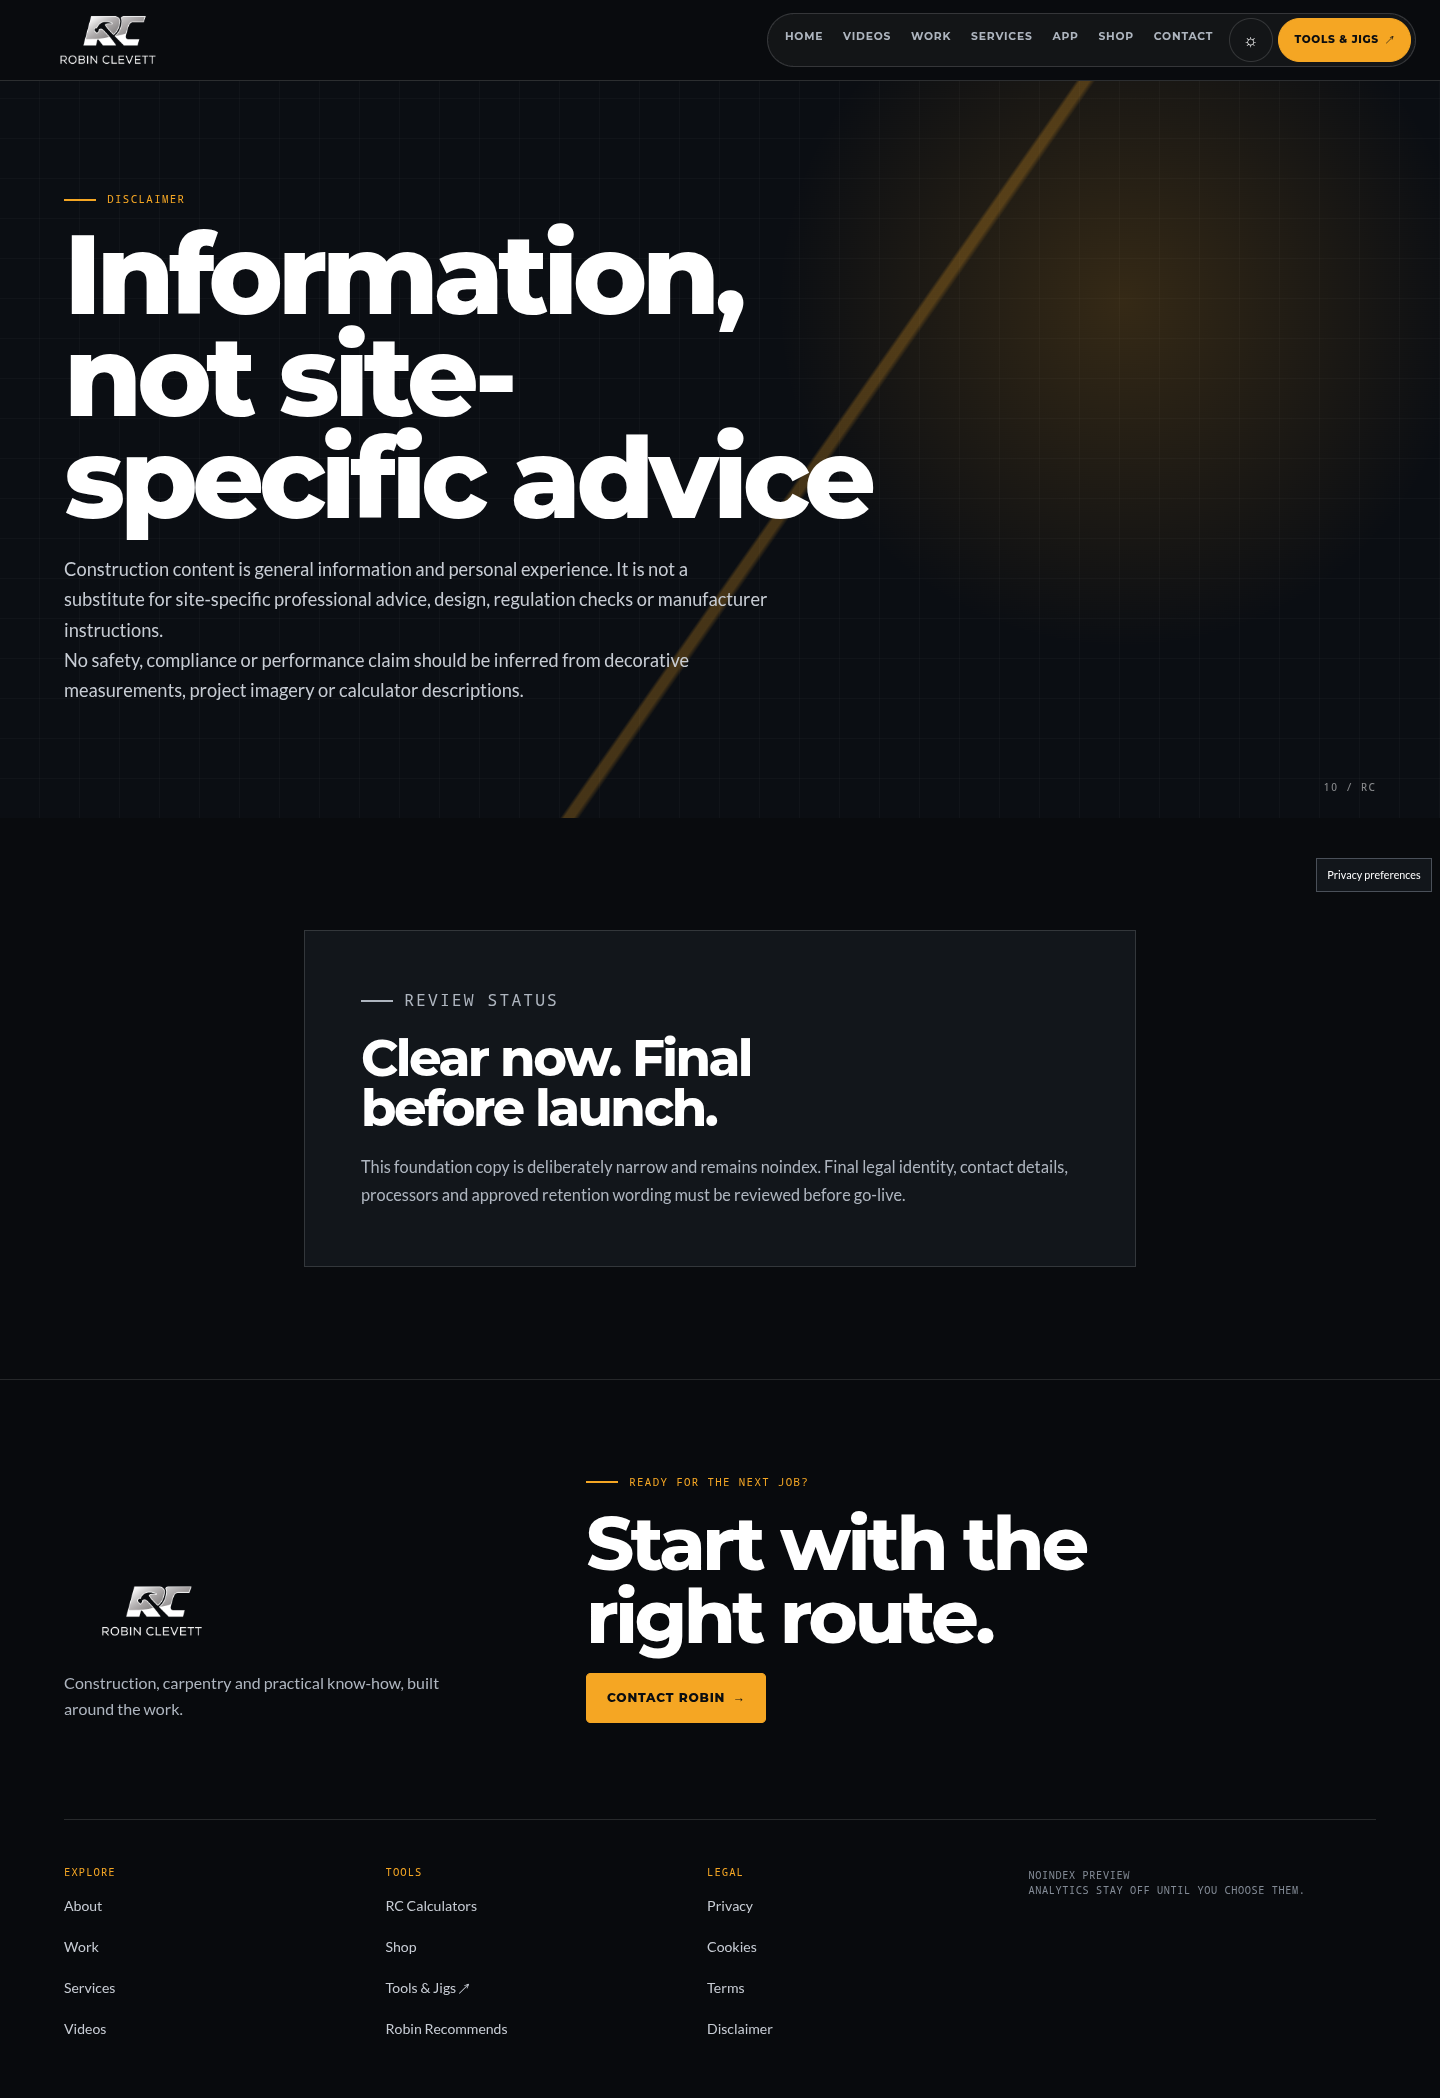 RC
ROBIN CLEVETT
HOME VIDEOS WORK SERVICES APP SHOP CONTACT ☼ TOOLS & JIGS ↗
DISCLAIMER
Information,
not site-
specific advice
Construction content is general information and personal experience. It is not a
substitute for site-specific professional advice, design, regulation checks or manufacturer
instructions.
No safety, compliance or performance claim should be inferred from decorative
measurements, project imagery or calculator descriptions.
10 / RC
Privacy preferences
REVIEW STATUS
Clear now. Final
before launch.
This foundation copy is deliberately narrow and remains noindex. Final legal identity, contact details,
processors and approved retention wording must be reviewed before go-live.
READY FOR THE NEXT JOB?
Start with the
right route.
CONTACT ROBIN →
RC
ROBIN CLEVETT
Construction, carpentry and practical know-how, built
around the work.
EXPLORE
About
Work
Services
Videos
TOOLS
RC Calculators
Shop
Tools & Jigs ↗
Robin Recommends
LEGAL
Privacy
Cookies
Terms
Disclaimer
NOINDEX PREVIEW
ANALYTICS STAY OFF UNTIL YOU CHOOSE THEM.